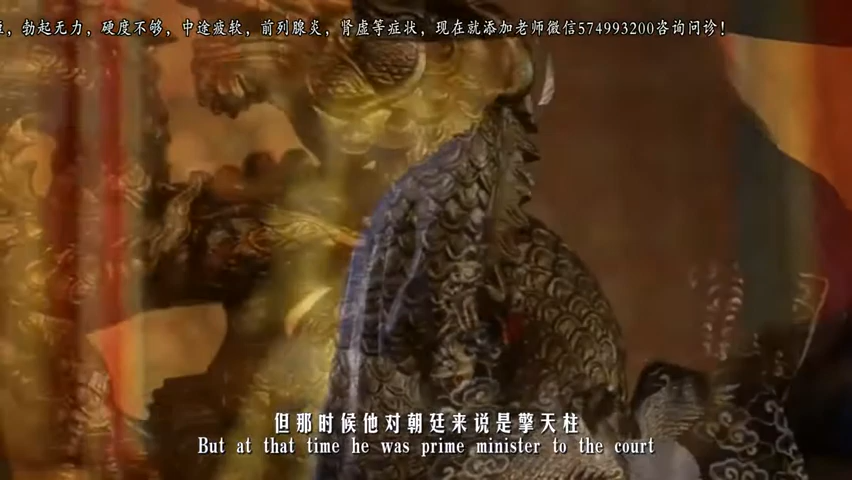 ，勃起无力，硬度不够，中途疲软，前列腺炎，肾虚等症状，现在就添加老师微信574993200咨询问诊！
但那时候他对朝廷来说是擎天柱
But at that time he was prime minister to the court